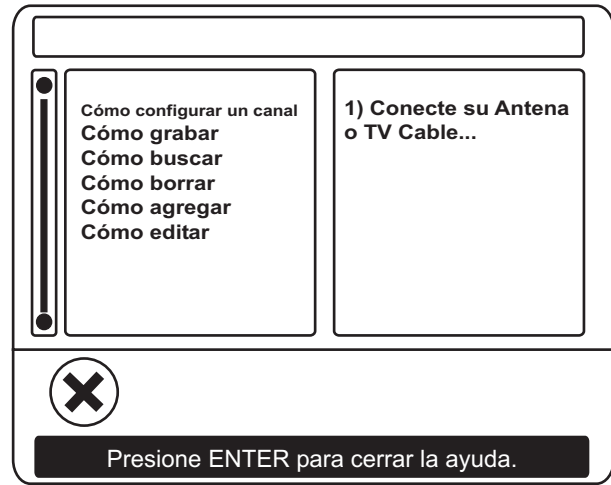 Cómo configurar un canal
Cómo grabar
Cómo buscar
Cómo borrar
Cómo agregar
Cómo editar
1) Conecte su Antena
o TV Cable...
Presione ENTER para cerrar la ayuda.